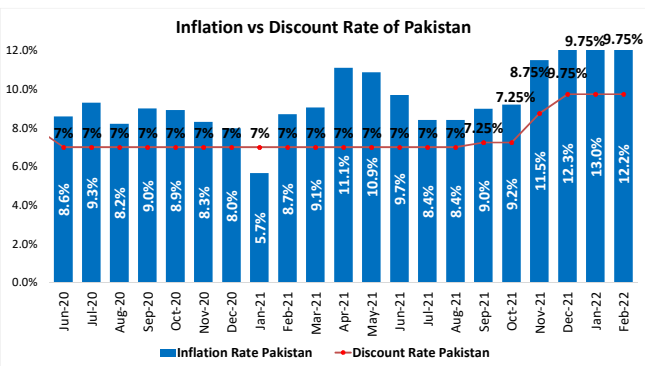 Inflation vs Discount Rate of Pakistan
9.75% 9.75%
12.0%
8.75% 9.75%
10.0%
7.25%
8.0%
7% 7% 7% 7% 7% 7% 7% 7% 7% 7% 7% 7% 7% 7% 7% 7.25%
6.0%
8.6% 9.3% 8.2% 9.0% 8.9% 8.3% 8.0% 5.7% 8.7% 9.1% 11.1% 10.9% 9.7% 8.4% 8.4% 9.0% 9.2% 11.5% 12.3% 13.0% 12.2%
4.0%
2.0%
0.0%
Jun-20 Jul-20 Aug-20 Sep-20 Oct-20 Nov-20 Dec-20 Jan-21 Feb-21 Mar-21 Apr-21 May-21 Jun-21 Jul-21 Aug-21 Sep-21 Oct-21 Nov-21 Dec-21 Jan-22 Feb-22
Inflation Rate Pakistan Discount Rate Pakistan